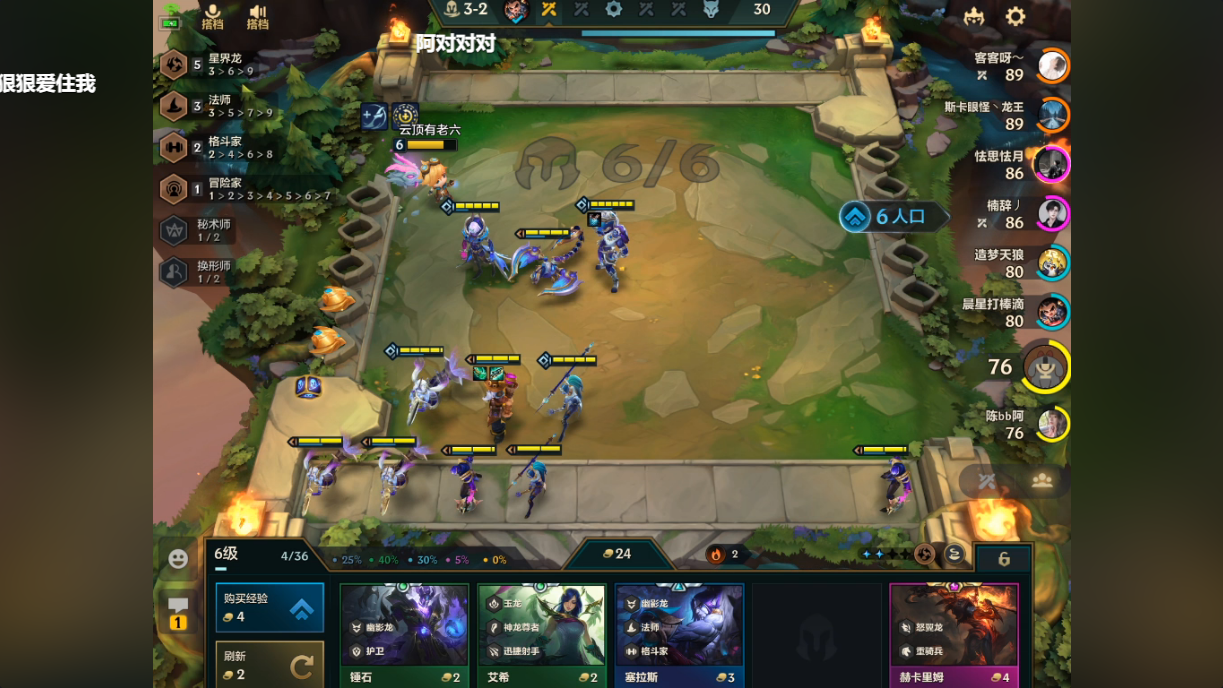 搭档
搭档
3-2
30
阿对对对
狠狠爱住我
5 星界龙
3 > 6 > 9
3 法师
3 > 5 > 7 > 9
2 格斗家
2 > 4 > 6 > 8
1 冒险家
1 > 2 > 3 > 4 > 5 > 6 > 7
秘术师
1 / 2
换形师
1 / 2
云顶有老六
6
6/6
6 人口
客客呀～
89
斯卡眼怪丶龙王
89
怯思怯月
86
楠辞丿
86
造梦天狼
80
晨星打棒滴
80
76
陈bb阿
76
6级
4/36
25% 40% 30% 5% 0%
24
2
6
1
购买经验
4
刷新
2
幽影龙
护卫
锤石 2
玉龙
神龙尊者
迅捷射手
艾希 2
幽影龙
法师
格斗家
塞拉斯 3
怒翼龙
重骑兵
赫卡里姆 4